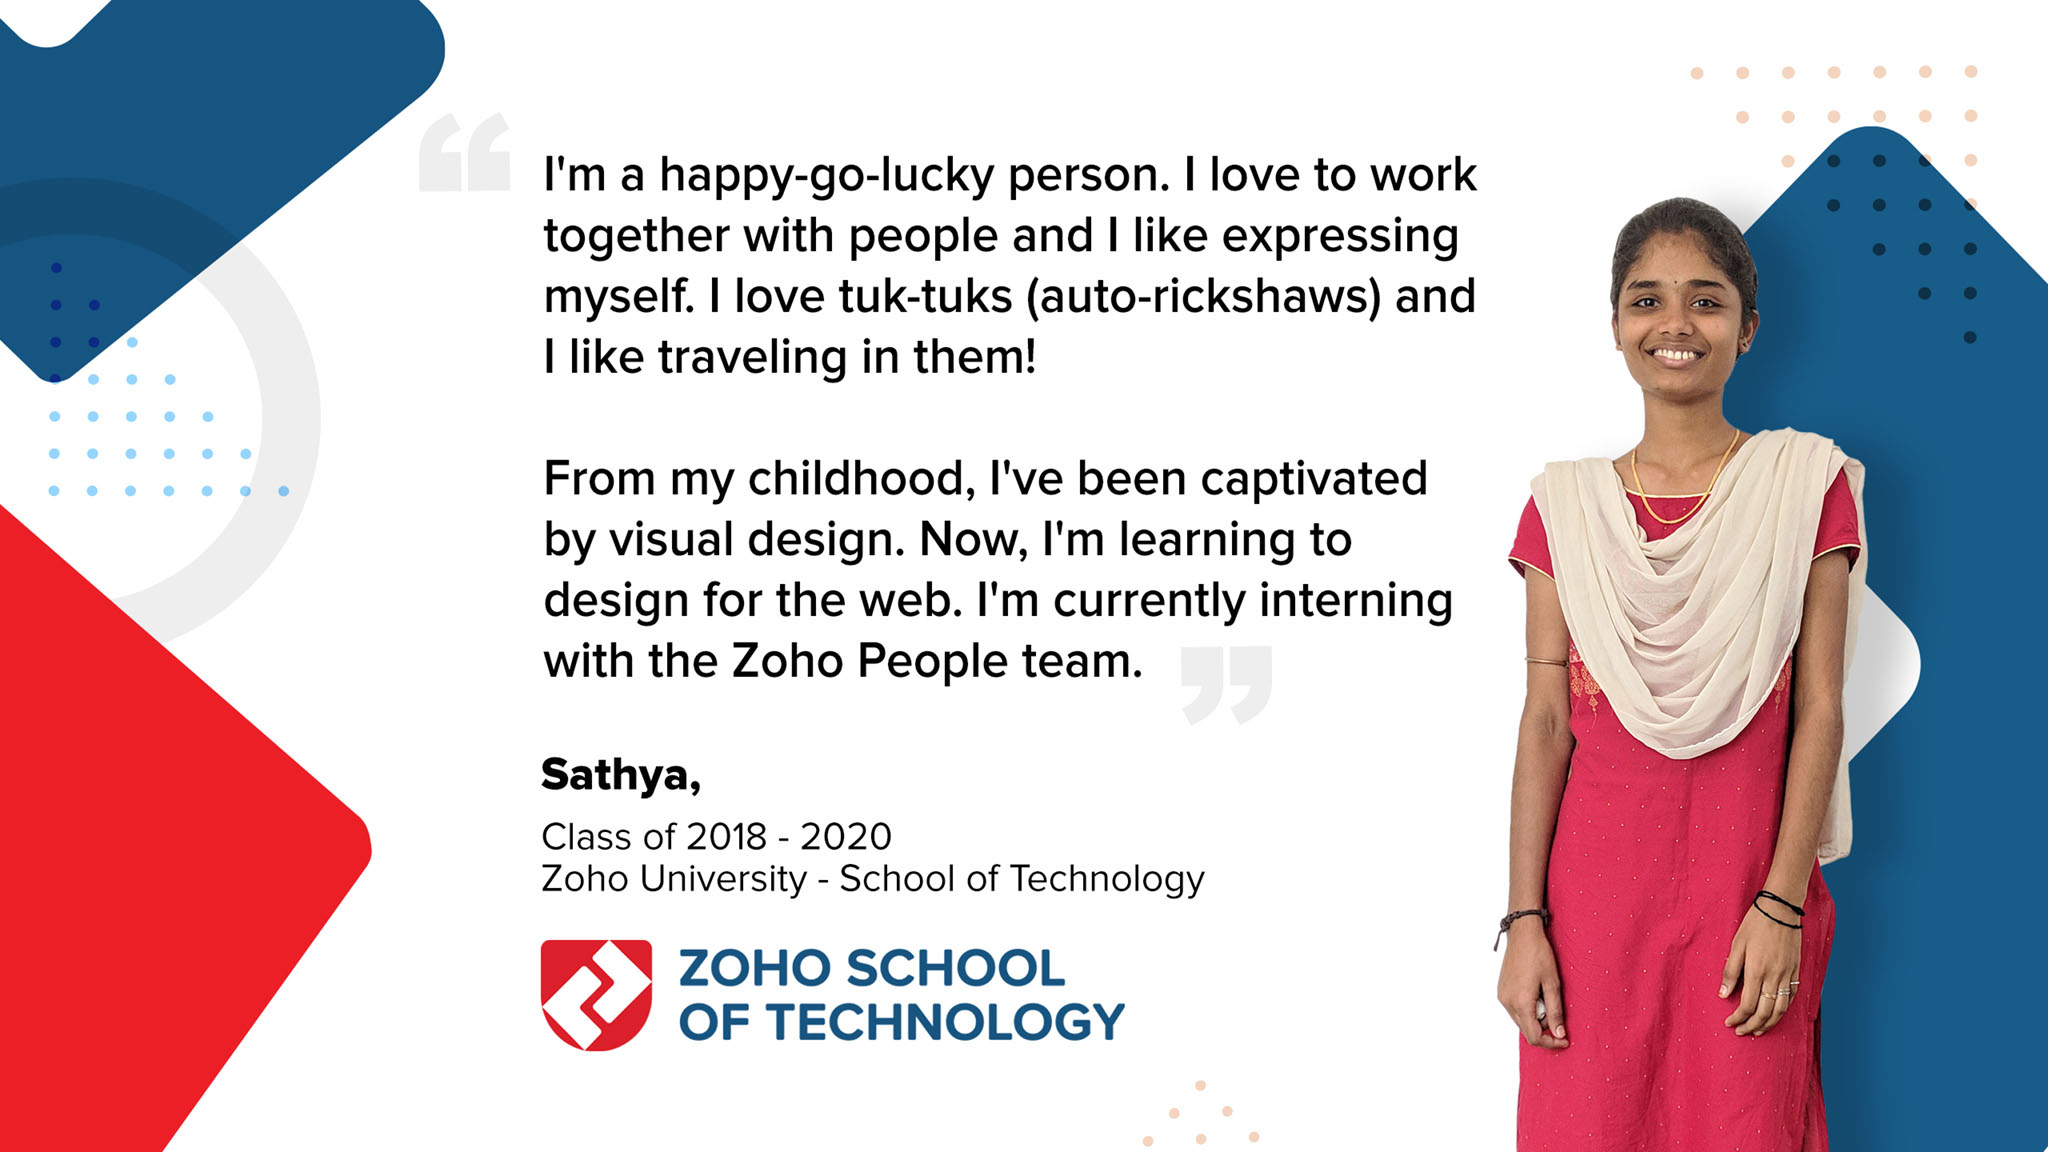 I'm a happy-go-lucky person. I love to work
together with people and I like expressing
myself. I love tuk-tuks (auto-rickshaws) and
I like traveling in them!
From my childhood, I've been captivated
by visual design. Now, I'm learning to
design for the web. I'm currently interning
with the Zoho People team.
Sathya,
Class of 2018 - 2020
Zoho University - School of Technology
ZOHO SCHOOL
OF TECHNOLOGY